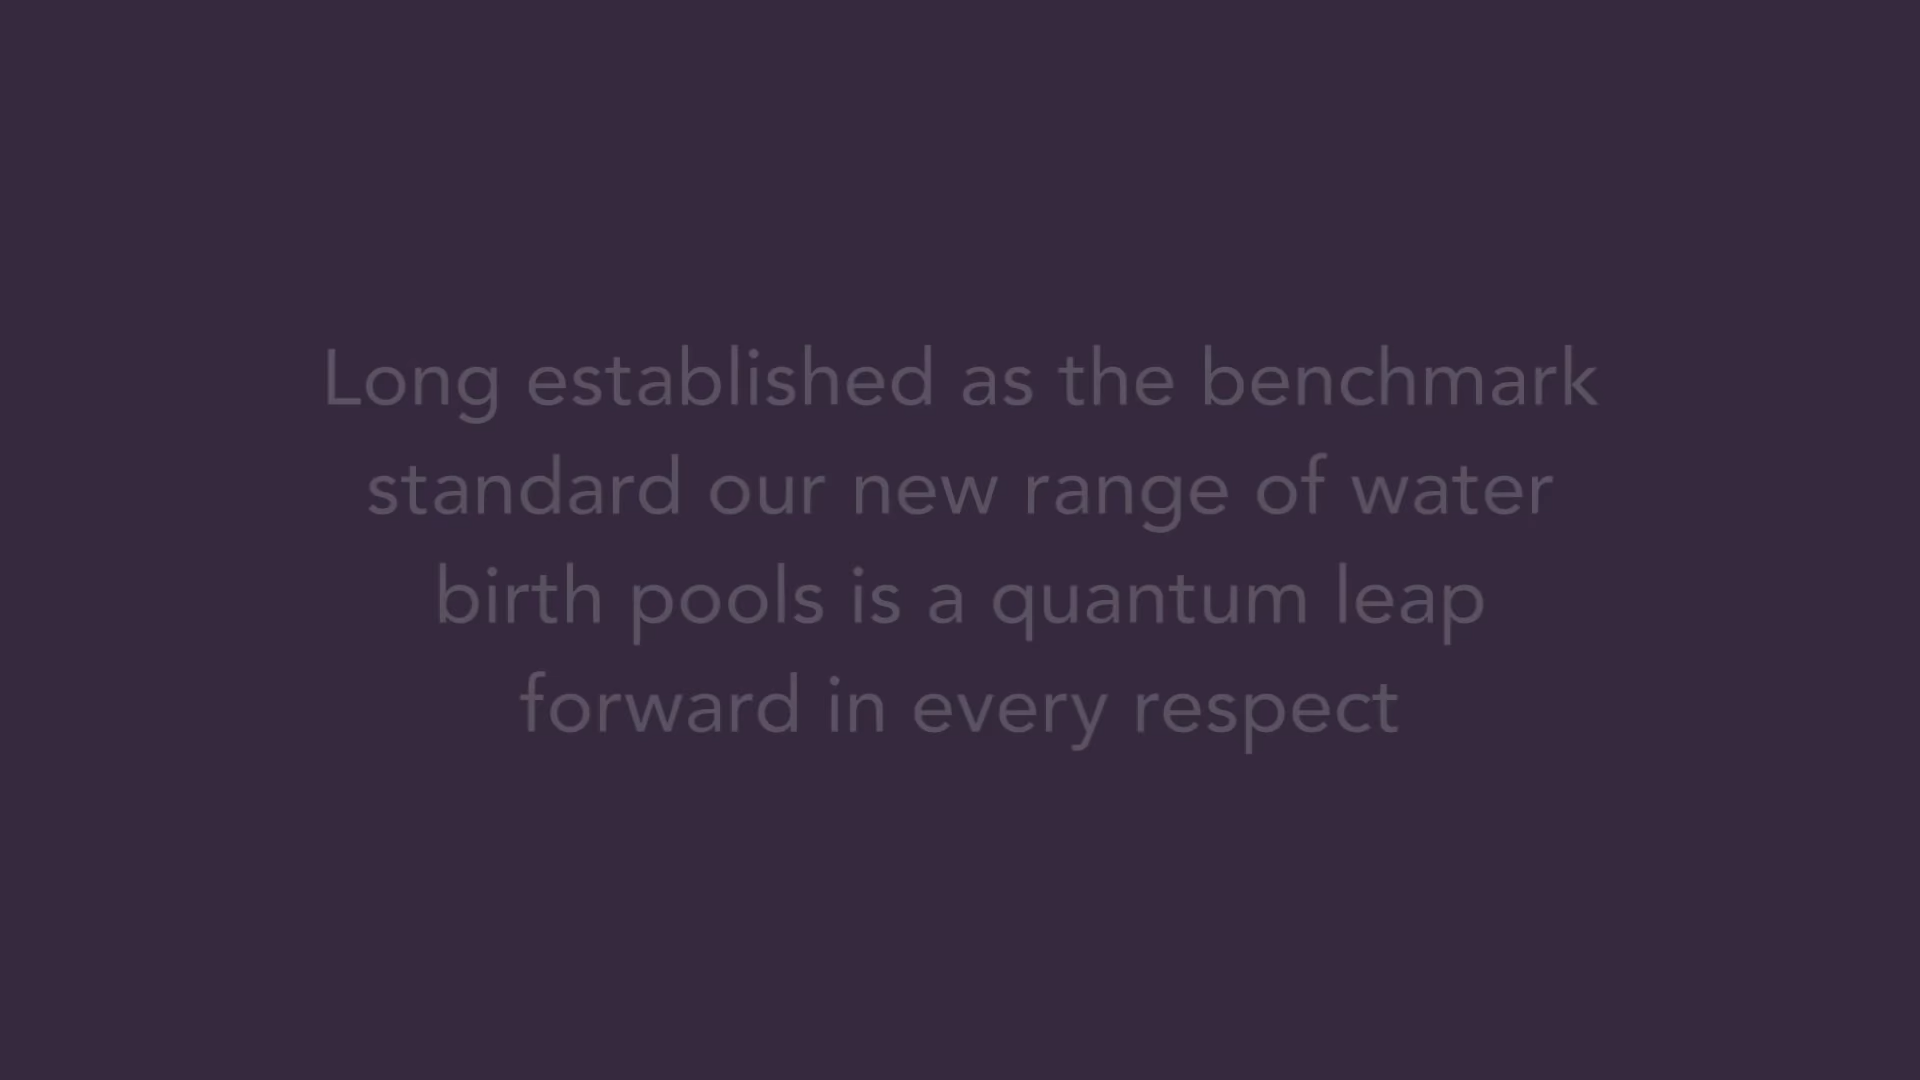 Long established as the benchmark
standard our new range of water
birth pools is a quantum leap
forward in every respect